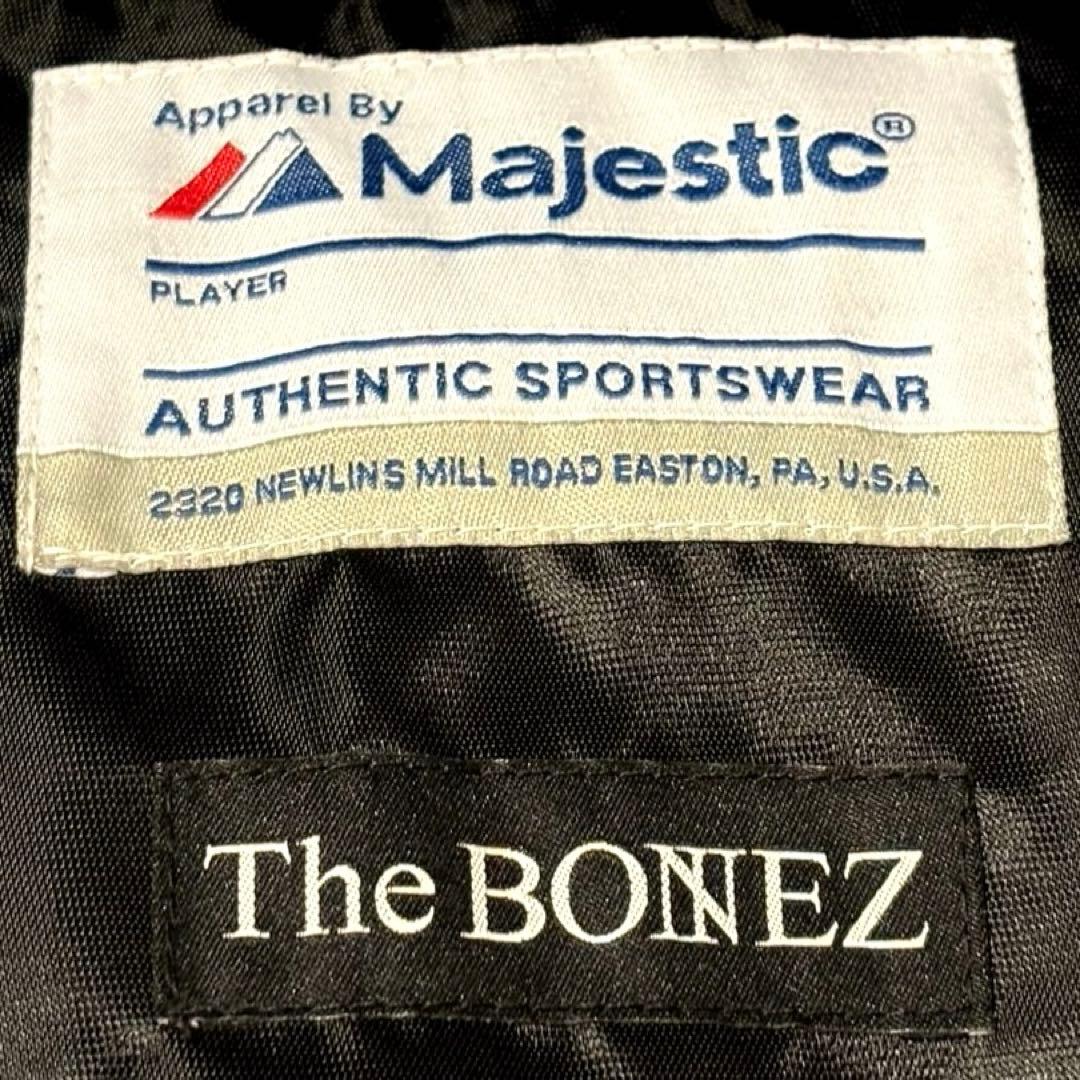 Apparel By
Majestic®
PLAYER
AUTHENTIC SPORTSWEAR
2320 NEWLINS MILL ROAD EASTON, PA, U.S.A.
The BONEZ